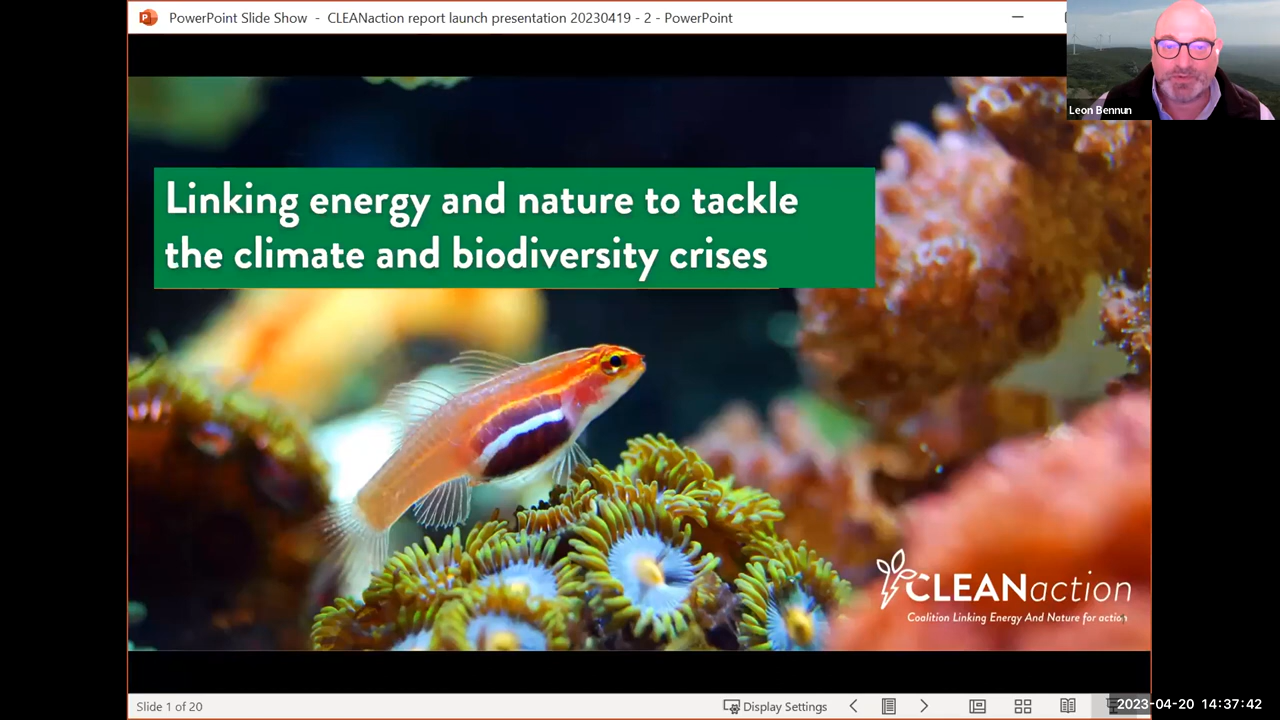 PowerPoint Slide Show - CLEANaction report launch presentation 20230419 - 2 - PowerPoint
Leon Bennun
Linking energy and nature to tackle
the climate and biodiversity crises
CLEANaction
Coalition Linking Energy And Nature for action
Slide 1 of 20
Display Settings
2023-04-20 14:37:42